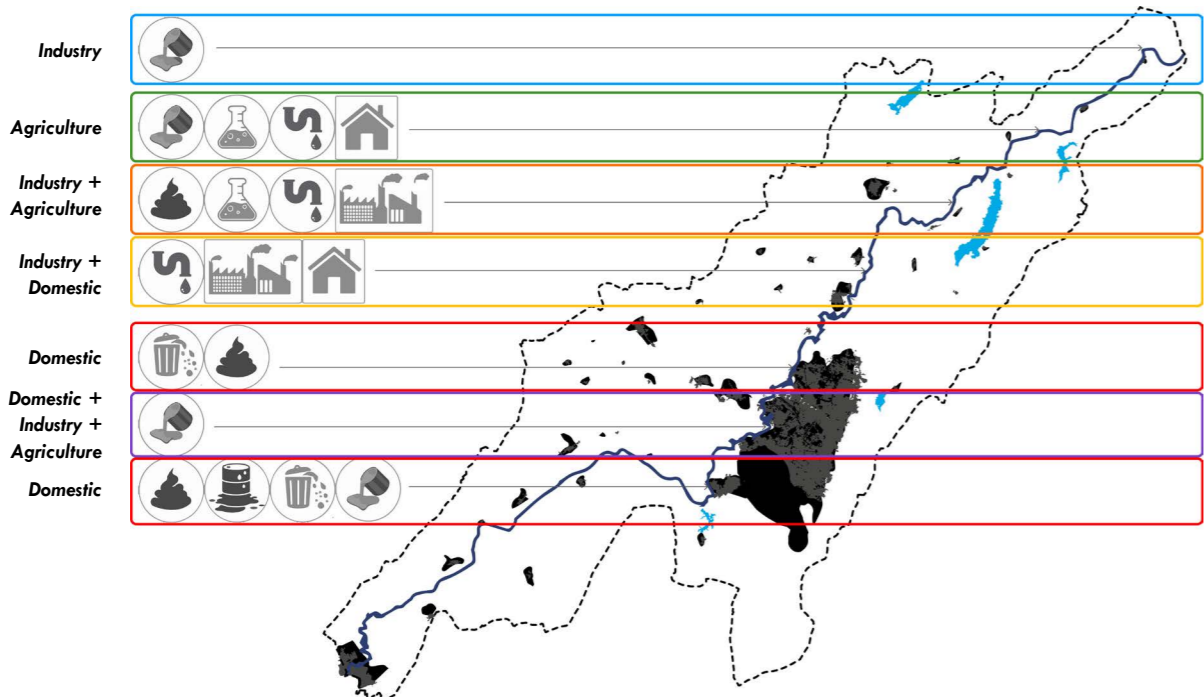 Industry
Agriculture
Industry +
Agriculture
Industry +
Domestic
Domestic
Domestic +
Industry +
Agriculture
Domestic